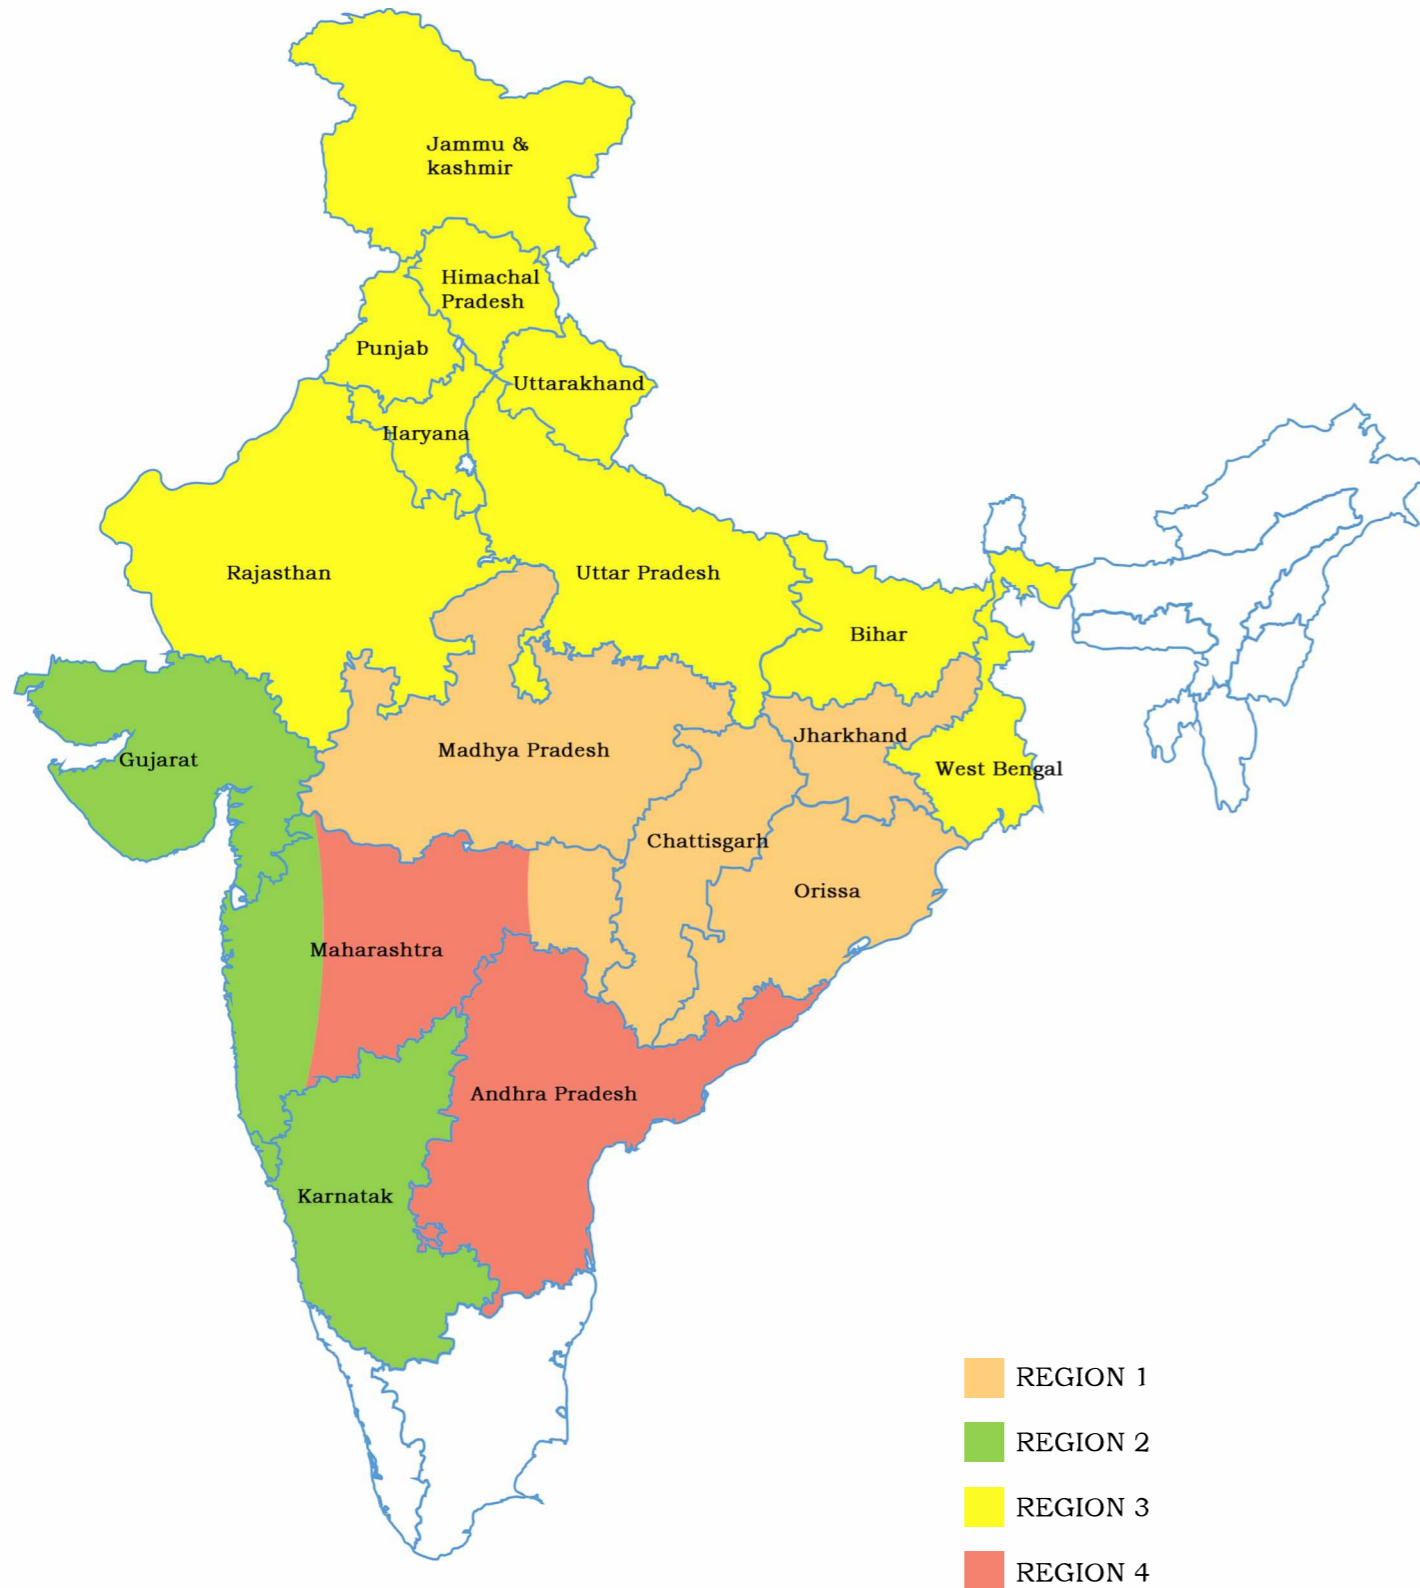 Jammu &
kashmir
Himachal
Pradesh
Punjab
Uttarakhand
Haryana
Rajasthan
Uttar Pradesh
Bihar
Jharkhand
Madhya Pradesh
Gujarat
West Bengal
Chattisgarh
Orissa
Maharashtra
Andhra Pradesh
Karnatak
REGION 1
REGION 2
REGION 3
REGION 4